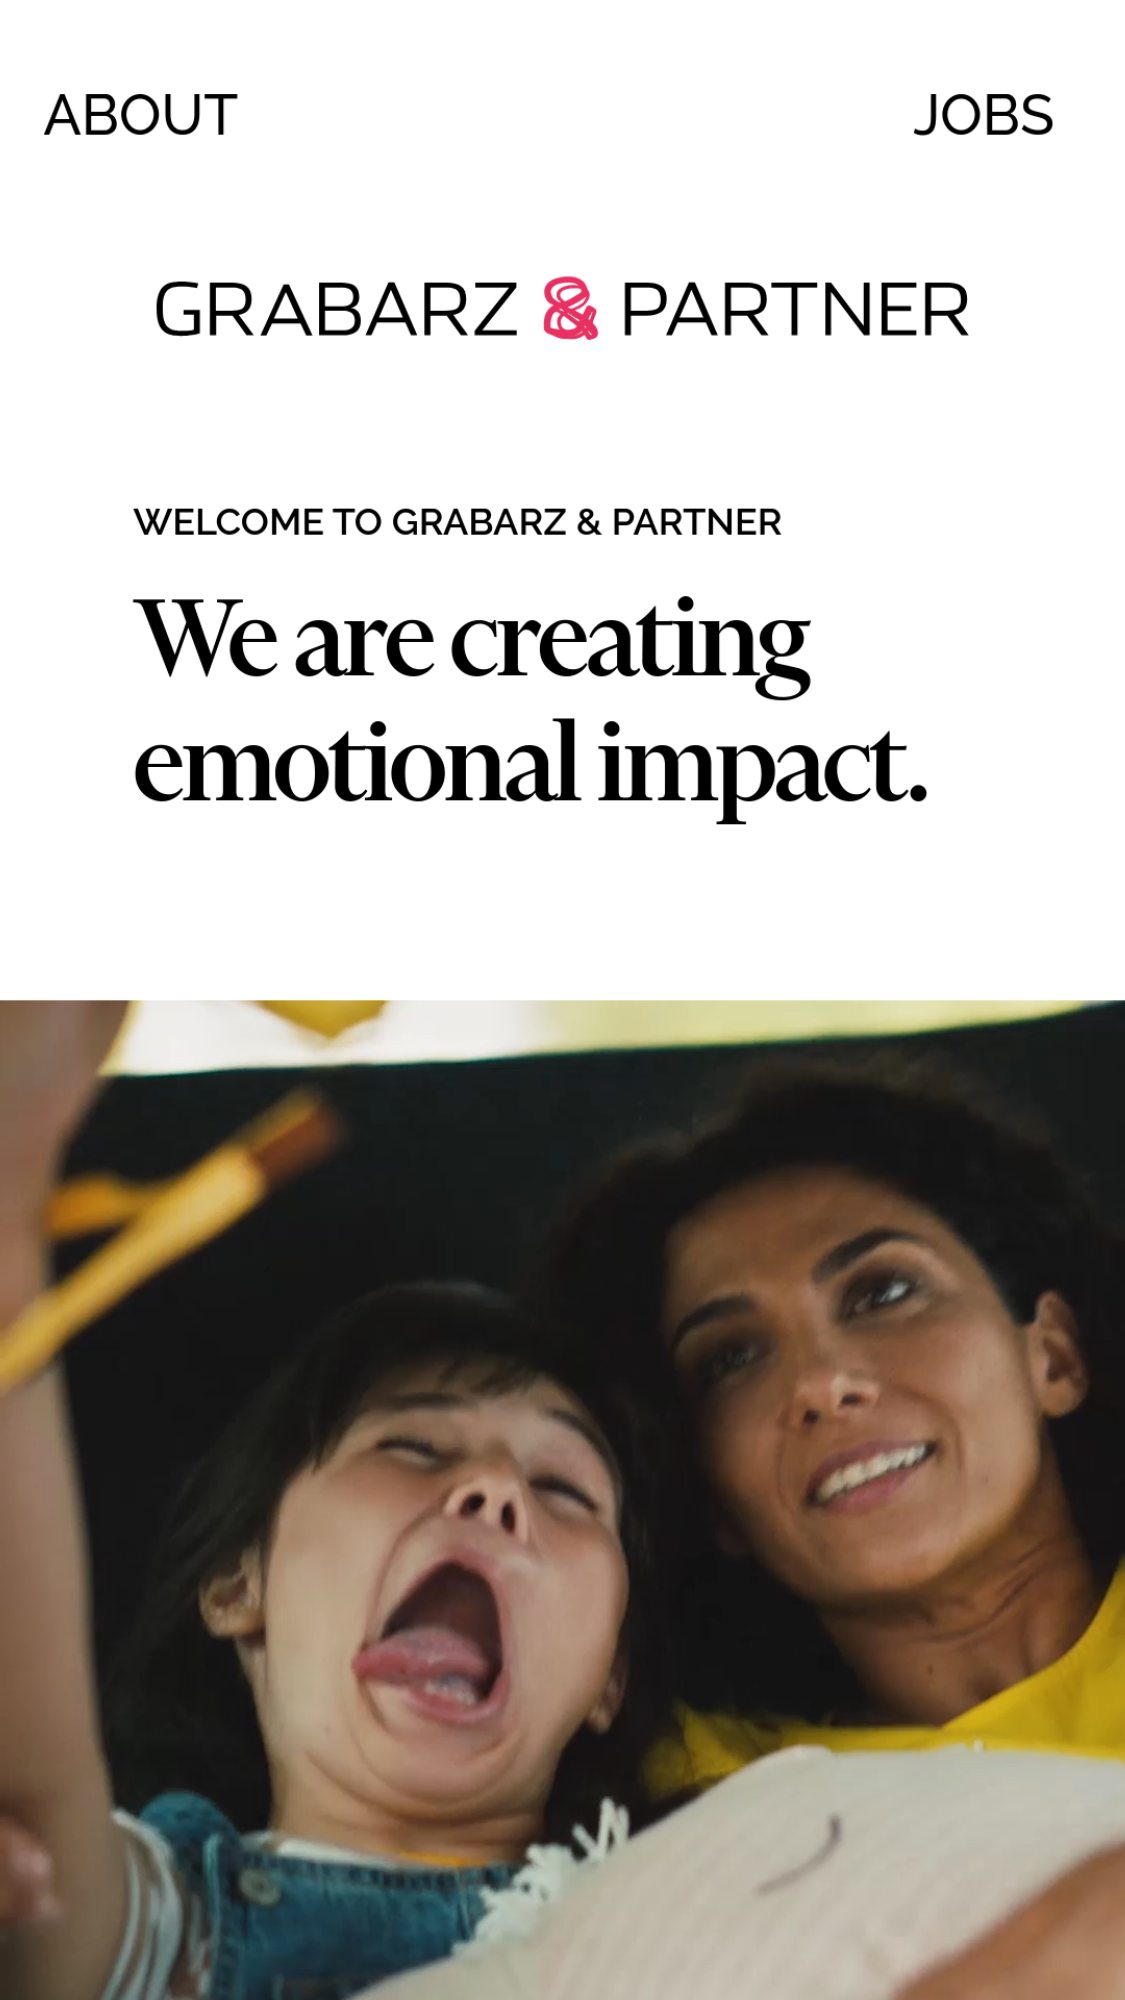 ABOUT
JOBS
GRABARZ & PARTNER
WELCOME TO GRABARZ & PARTNER
We are creating
emotional impact.